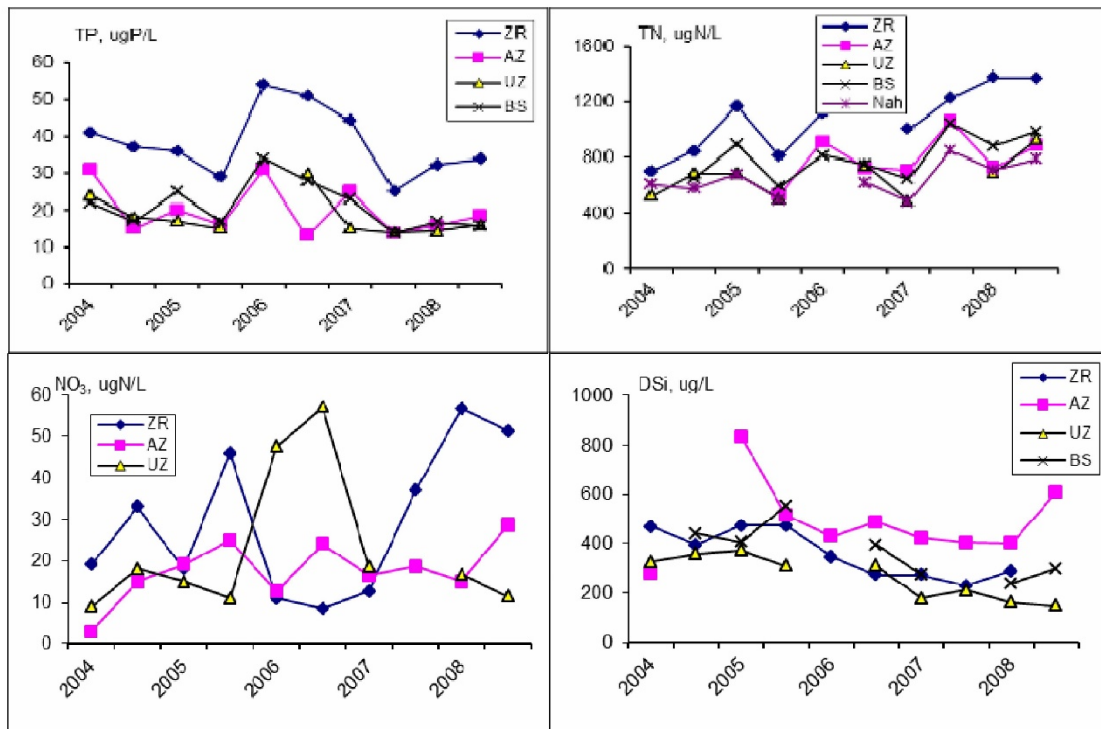 TP, ugP/L
ZR
AZ
UZ
BS
60
50
40
30
20
10
0
2004
2005
2006
2007
2008
TN, ugN/L
ZR
AZ
UZ
BS
Nah
1600
1200
800
400
0
2004
2005
2006
2007
2008
NO₃, ugN/L
ZR
AZ
UZ
60
50
40
30
20
10
0
2004
2005
2006
2007
2008
DSi, ug/L
ZR
AZ
UZ
BS
1000
800
600
400
200
0
2004
2005
2006
2007
2008